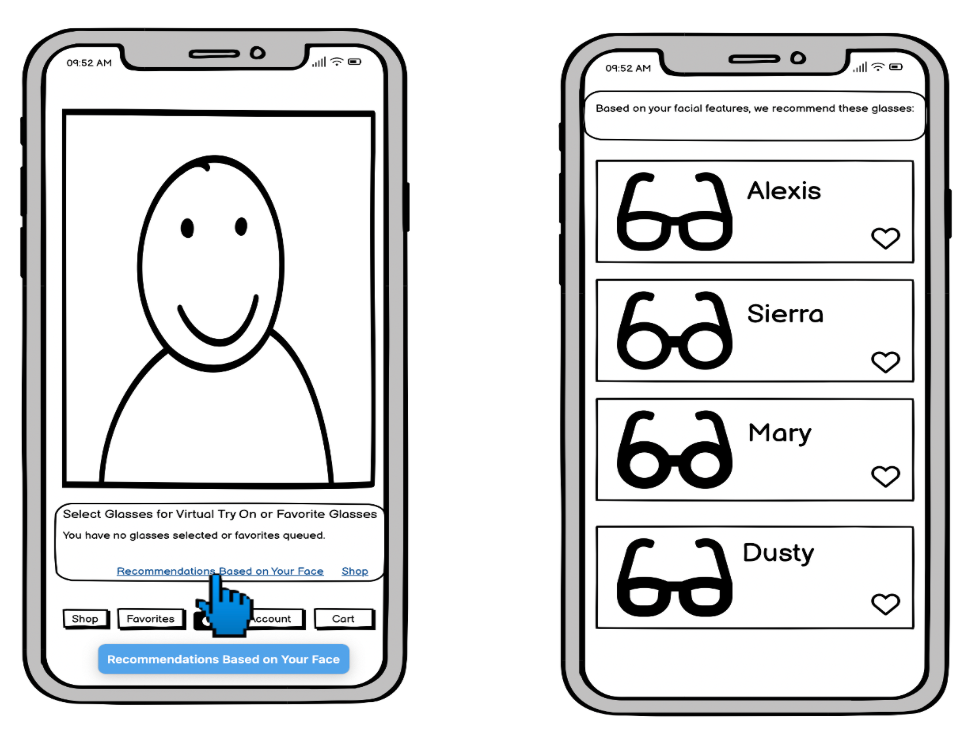 09:52 AM
Select Glasses for Virtual Try On or Favorite Glasses
You have no glasses selected or favorites queued.
Recommendations Based on Your Face Shop
Shop Favorites ccount Cart
Recommendations Based on Your Face
09:52 AM
Based on your facial features, we recommend these glasses:
Alexis
Sierra
Mary
Dusty